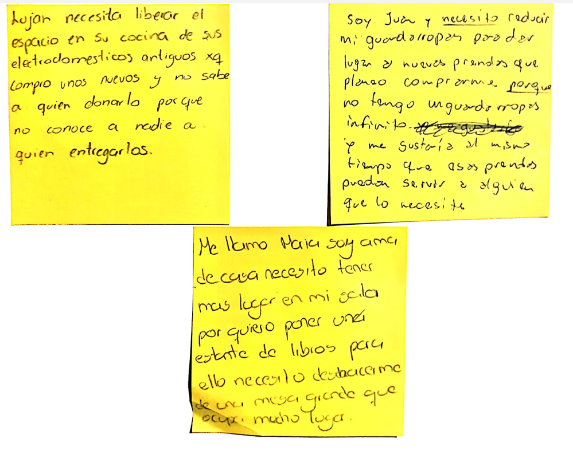 Lujan necesita liberar el
espacio en su cocina de sus
electrodomesticos antiguos xq
compro unos nuevos y no sabe
a quien donarlo porque
no conoce a nadie a
quien entregarlos.
Soy Juan y necesito reducir
mi guardarropas para dar
lugar a nuevas prendas que
planeo comprarme porque
no tengo un guardarropas
infinito.
y me gustaría al mismo
tiempo que esas prendas
puedan servir a alguien
que lo necesite
Me llamo Maria soy ama
de casa necesito tener
mas lugar en mi sala
por quiero poner una
estante de libros para
ello necesito deshacerme
de una mesa grande que
ocupa mucho lugar.